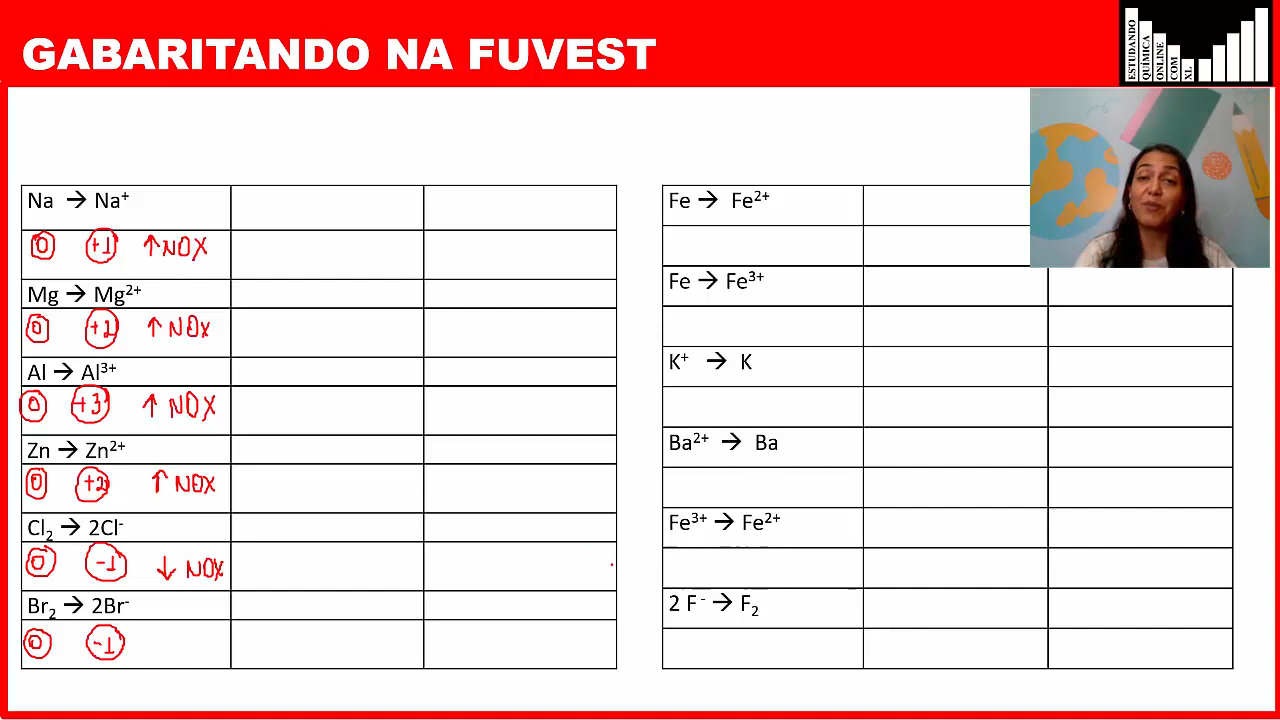 GABARITANDO NA FUVEST
ESTUDANDO
QUÍMICA
ONLINE
COM
XL
Na → Na⁺
0 +1 ↑ NOX
Mg → Mg²⁺
0 +2 ↑ NOX
Al → Al³⁺
0 +3 ↑ NOX
Zn → Zn²⁺
0 +2 ↑ NOX
Cl₂ → 2Cl⁻
0 -1 ↓ NOX
Br₂ → 2Br⁻
0 -1
Fe → Fe²⁺
Fe → Fe³⁺
K⁺ → K
Ba²⁺ → Ba
Fe³⁺ → Fe²⁺
2 F⁻ → F₂